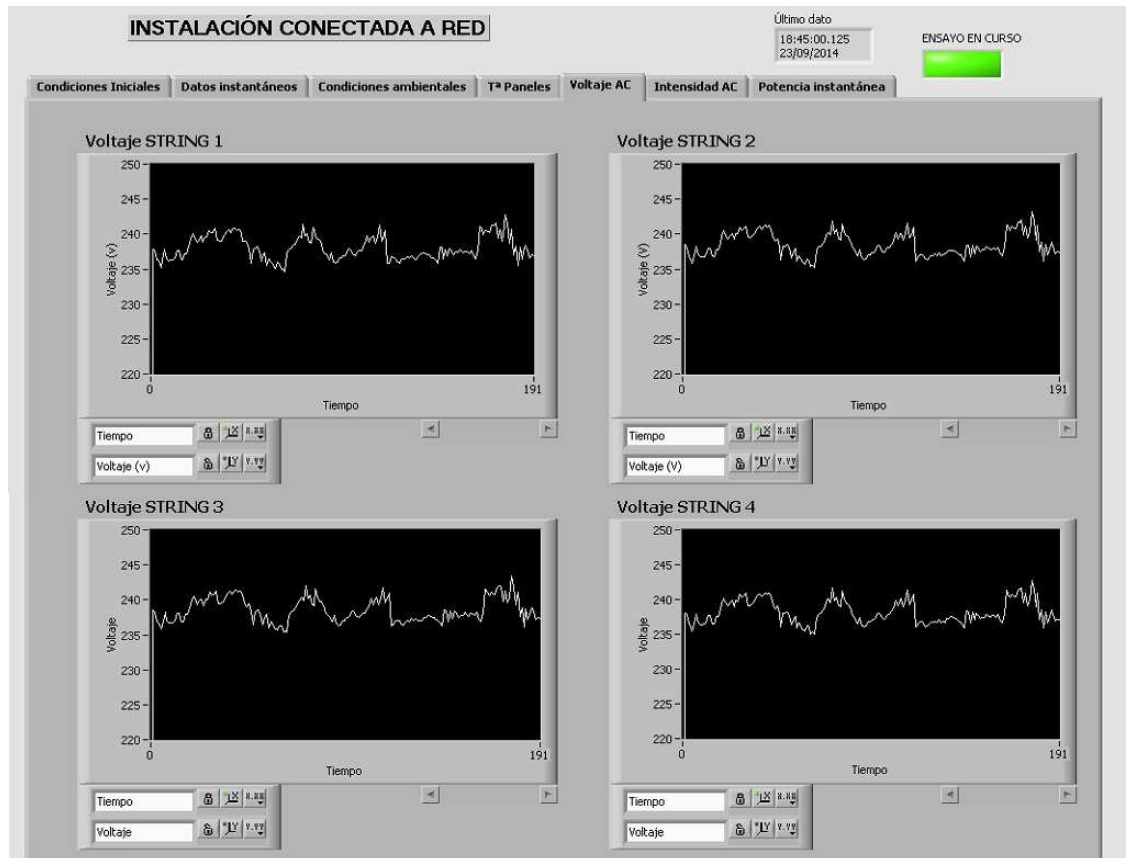 INSTALACIÓN CONECTADA A RED
Último dato
18:45:00.125
23/09/2014
ENSAYO EN CURSO
Condiciones Iniciales
Datos instantáneos
Condiciones ambientales
Tª Paneles
Voltaje AC
Intensidad AC
Potencia instantánea
Voltaje STRING 1
250
245
240
235
230
225
220
Voltaje (v)
0
191
Tiempo
Tiempo
Voltaje (v)
Voltaje STRING 2
250
245
240
235
230
225
220
Voltaje (V)
0
191
Tiempo
Tiempo
Voltaje (V)
Voltaje STRING 3
250
245
240
235
230
225
220
Voltaje
0
191
Tiempo
Tiempo
Voltaje
Voltaje STRING 4
250
245
240
235
230
225
220
Voltaje
0
191
Tiempo
Tiempo
Voltaje